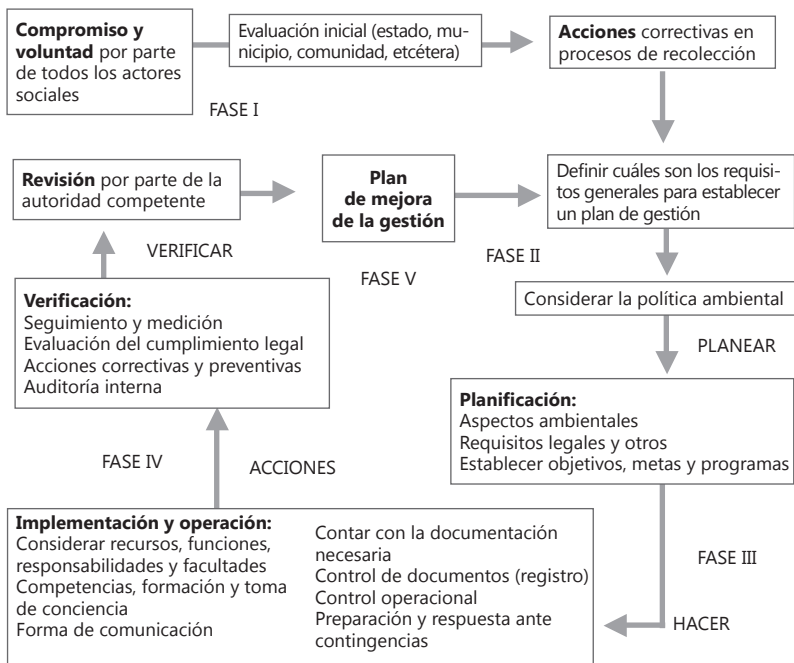 Compromiso y
voluntad por parte
de todos los actores
sociales
Evaluación inicial (estado, mu-
nicipio, comunidad, etcétera)
Acciones correctivas en
procesos de recolección
FASE I
Revisión por parte de la
autoridad competente
Plan
de mejora
de la gestión
Definir cuáles son los requisi-
tos generales para establecer
un plan de gestión
VERIFICAR
FASE V
FASE II
Considerar la política ambiental
Verificación:
Seguimiento y medición
Evaluación del cumplimiento legal
Acciones correctivas y preventivas
Auditoría interna
PLANEAR
Planificación:
Aspectos ambientales
Requisitos legales y otros
Establecer objetivos, metas y programas
FASE IV
ACCIONES
Implementación y operación:
Considerar recursos, funciones,
responsabilidades y facultades
Competencias, formación y toma
de conciencia
Forma de comunicación
Contar con la documentación
necesaria
Control de documentos (registro)
Control operacional
Preparación y respuesta ante
contingencias
FASE III
HACER